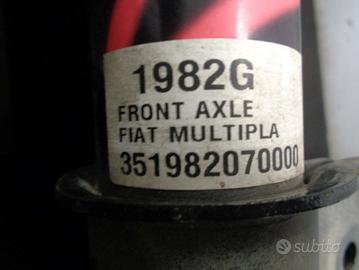 1982G
FRONT AXLE
FIAT MULTIPLA
351982070000
subito